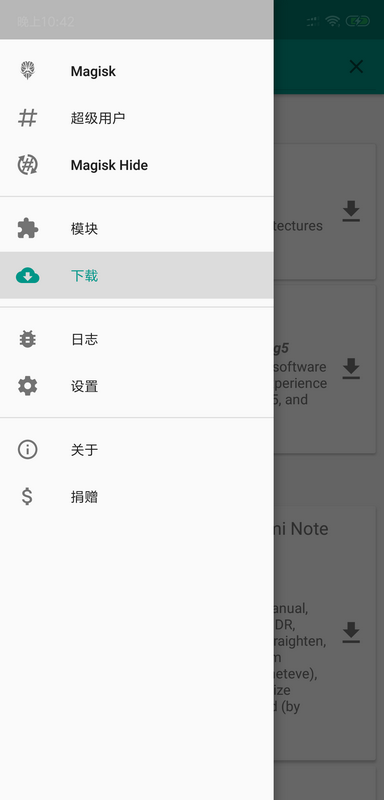 晚上10:42
Magisk
超级用户
Magisk Hide
模块
下载
日志
设置
关于
捐赠
tectures
g5
software
perience
5, and
ni Note
anual,
DR,
raighten,
m
eteve),
ize
d (by